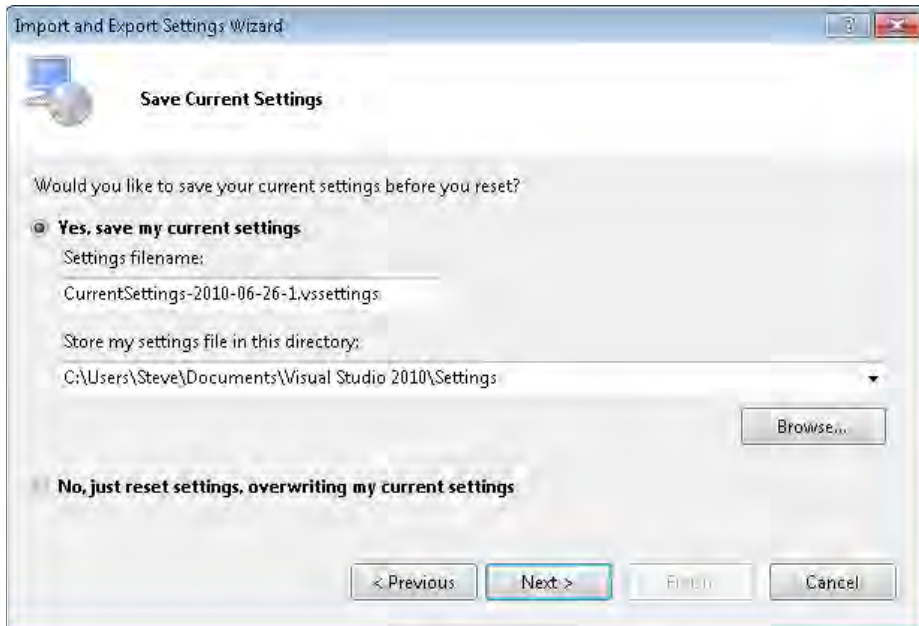 Import and Export Settings Wizard
Save Current Settings
Would you like to save your current settings before you reset?
Yes, save my current settings
Settings filename:
CurrentSettings-2010-06-26-1.vssettings
Store my settings file in this directory:
C:\Users\Steve\Documents\Visual Studio 2010\Settings
Browse...
No, just reset settings, overwriting my current settings
< Previous Next > Finish Cancel